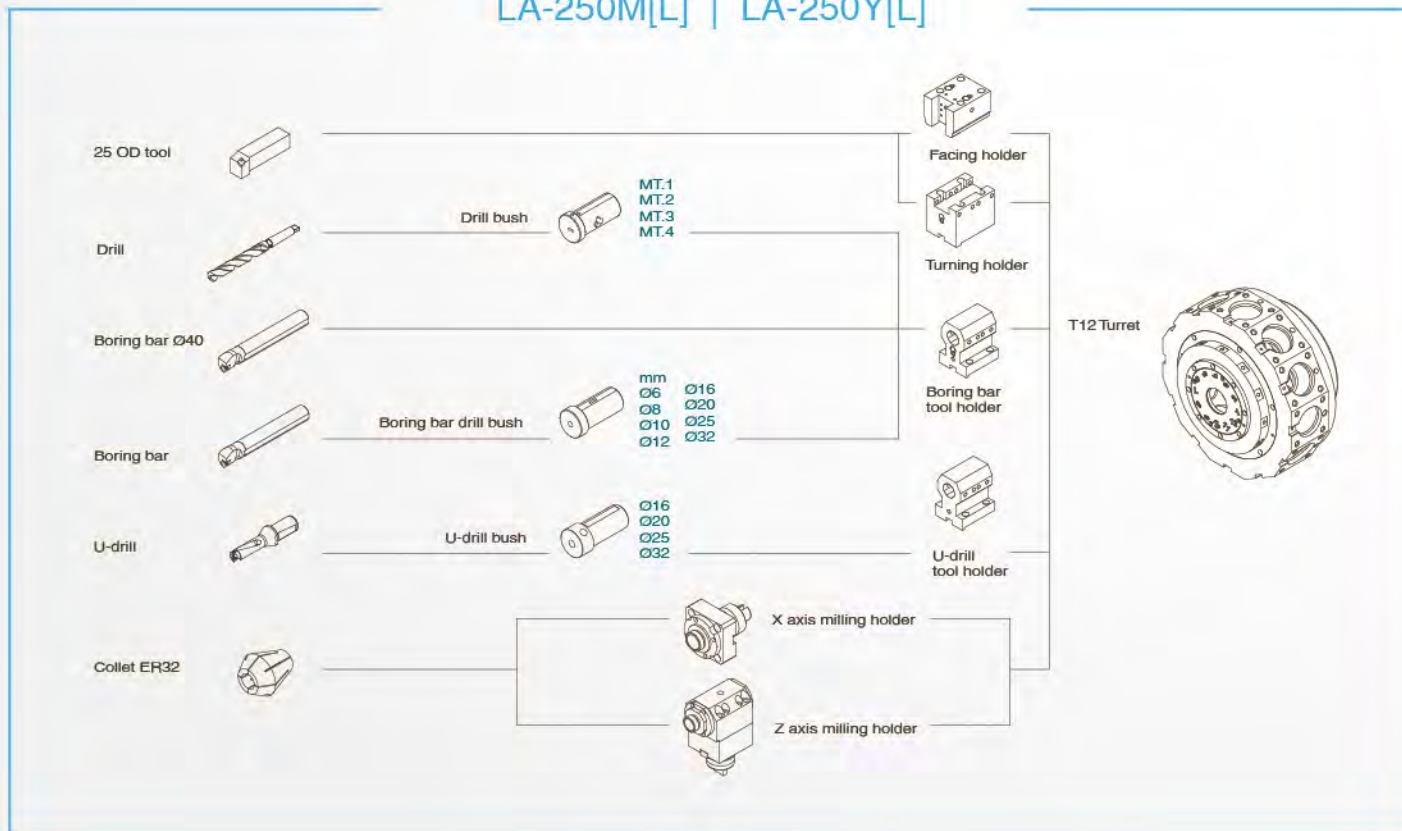 LA-250M[L] | LA-250Y[L]
25 OD tool
Facing holder
Drill bush
MT.1
MT.2
MT.3
MT.4
Turning holder
Drill
Boring bar Ø40
T12 Turret
Boring bar
tool holder
Boring bar drill bush
mm
Ø6
Ø8
Ø10
Ø12
Ø16
Ø20
Ø25
Ø32
Boring bar
U-drill
U-drill bush
Ø16
Ø20
Ø25
Ø32
U-drill
tool holder
X axis milling holder
Collet ER32
Z axis milling holder